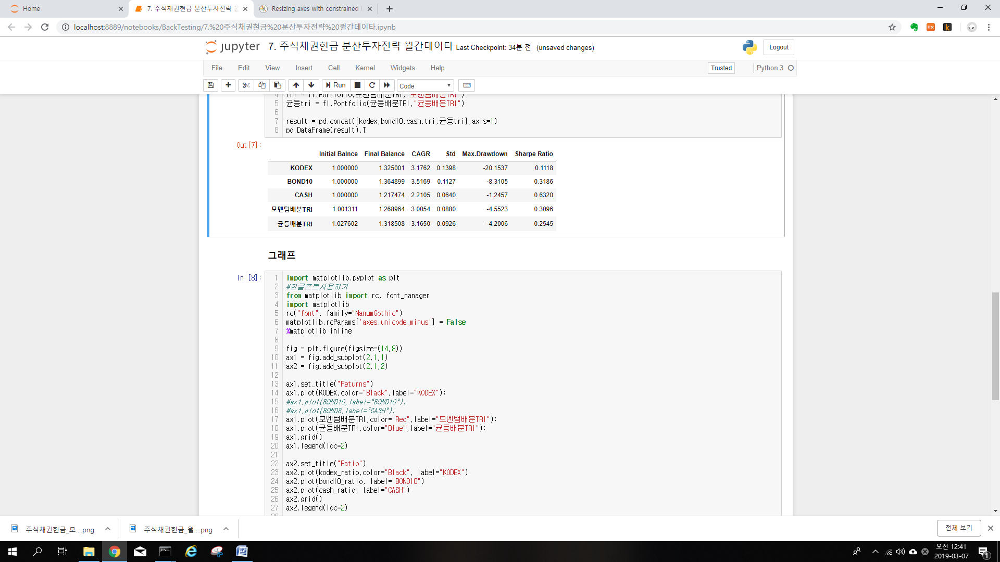 Home
7. 주식채권현금 분산투자전략 월
Resizing axes with constrained
localhost:8889/notebooks/BackTesting/7.%20주식채권현금%20분산투자전략%20월간데이타.ipynb
jupyter 7. 주식채권현금 분산투자전략 월간데이타 Last Checkpoint: 34분 전 (unsaved changes)
Logout
File Edit View Insert Cell Kernel Widgets Help
Trusted
Python 3
Run
Code
4 tri = fl.Portfolio(모멘텀배분TRI,"모멘텀배분TRI")
5 균등tri = fl.Portfolio(균등배분TRI,"균등배분TRI")
6
7 result = pd.concat([kodex,bond10,cash,tri,균등tri],axis=1)
8 pd.DataFrame(result).T
Out[7]:
Initial Balnce Final Balance CAGR Std Max.Drawdown Sharpe Ratio
KODEX 1.000000 1.325001 3.1762 0.1398 -20.1537 0.1118
BOND10 1.000000 1.364899 3.5169 0.1127 -8.3105 0.3186
CASH 1.000000 1.217474 2.2105 0.0640 -1.2457 0.6320
모멘텀배분TRI 1.001311 1.268964 3.0054 0.0880 -4.5523 0.3096
균등배분TRI 1.027602 1.318508 3.1650 0.0926 -4.2006 0.2545
그래프
In [8]:
1 import matplotlib.pyplot as plt
2 #한글폰트사용하기
3 from matplotlib import rc, font_manager
4 import matplotlib
5 rc("font", family="NanumGothic")
6 matplotlib.rcParams['axes.unicode_minus'] = False
7 %matplotlib inline
8
9 fig = plt.figure(figsize=(14,8))
10 ax1 = fig.add_subplot(2,1,1)
11 ax2 = fig.add_subplot(2,1,2)
12
13 ax1.set_title("Returns")
14 ax1.plot(KODEX,color="Black",label="KODEX");
15 #ax1.plot(BOND10,label="BOND10");
16 #ax1.plot(BOND3,label="CASH");
17 ax1.plot(모멘텀배분TRI,color="Red",label="모멘텀배분TRI");
18 ax1.plot(균등배분TRI,color="Blue",label="균등배분TRI");
19 ax1.grid()
20 ax1.legend(loc=2)
21
22 ax2.set_title("Ratio")
23 ax2.plot(kodex_ratio,color="Black", label="KODEX")
24 ax2.plot(bond10_ratio, label="BOND10")
25 ax2.plot(cash_ratio, label="CASH")
26 ax2.grid()
27 ax2.legend(loc=2)
주식채권현금_모....png
주식채권현금_월....png
전체 보기
오전 12:41
2019-03-07
1